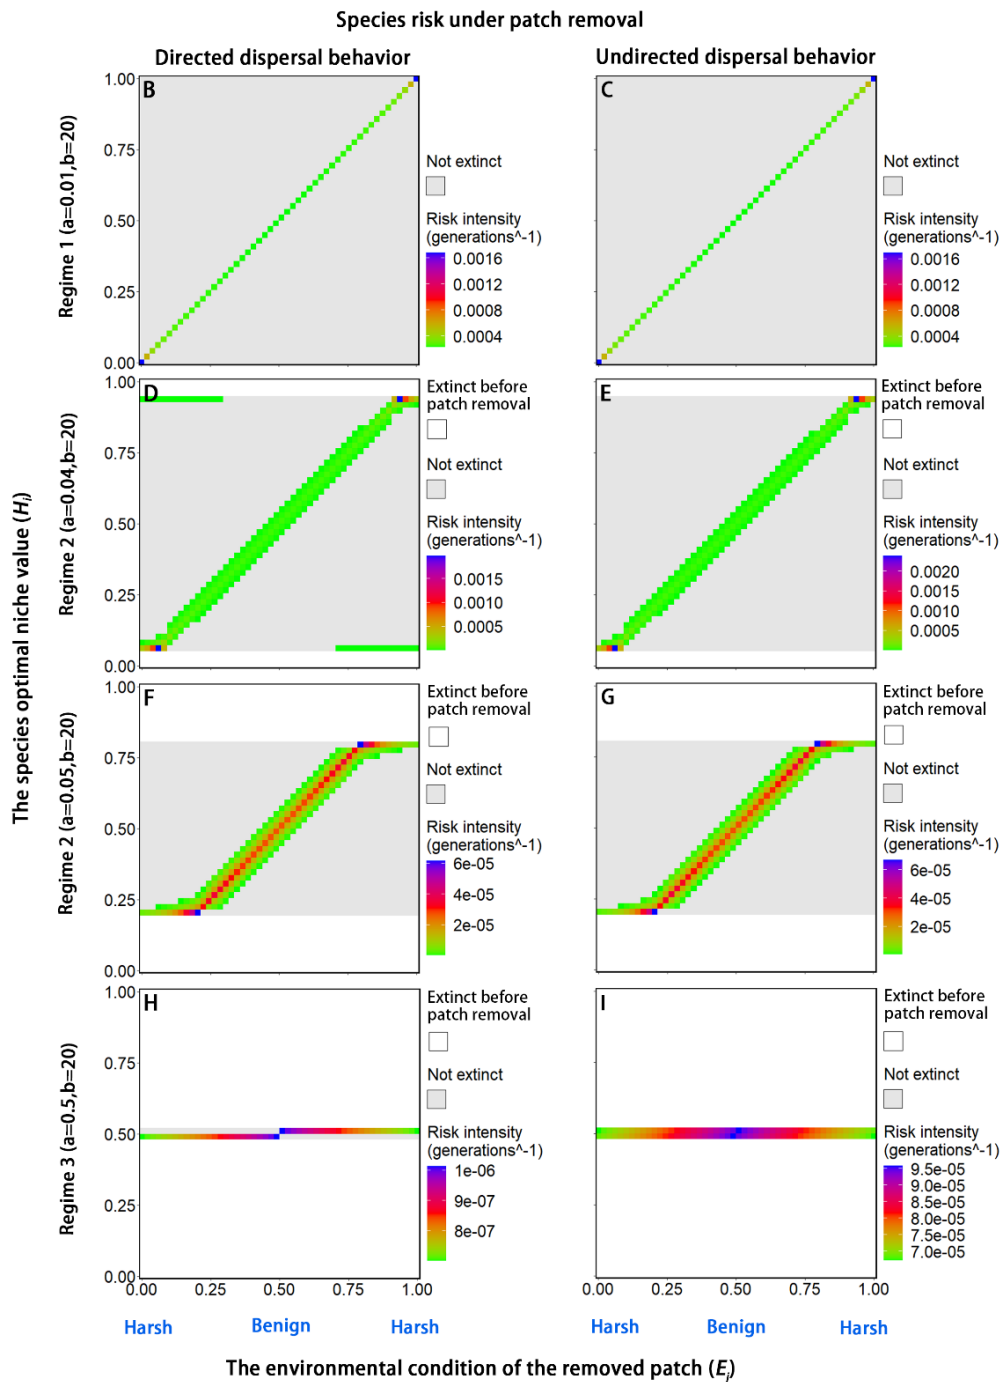 Species risk under patch removal
Directed dispersal behavior
Undirected dispersal behavior
The species optimal niche value (Hi)
Regime 1 (a=0.01,b=20)
B
1.00
0.75
0.50
0.25
0.00
Not extinct
Risk intensity
(generations^-1)
0.0016
0.0012
0.0008
0.0004
C
Not extinct
Risk intensity
(generations^-1)
0.0016
0.0012
0.0008
0.0004
Regime 2 (a=0.04,b=20)
D
1.00
0.75
0.50
0.25
0.00
Extinct before
patch removal
Not extinct
Risk intensity
(generations^-1)
0.0015
0.0010
0.0005
E
Extinct before
patch removal
Not extinct
Risk intensity
(generations^-1)
0.0020
0.0015
0.0010
0.0005
Regime 2 (a=0.05,b=20)
F
1.00
0.75
0.50
0.25
0.00
Extinct before
patch removal
Not extinct
Risk intensity
(generations^-1)
6e-05
4e-05
2e-05
G
Extinct before
patch removal
Not extinct
Risk intensity
(generations^-1)
6e-05
4e-05
2e-05
Regime 3 (a=0.5,b=20)
H
1.00
0.75
0.50
0.25
0.00
Extinct before
patch removal
Not extinct
Risk intensity
(generations^-1)
1e-06
9e-07
8e-07
I
Extinct before
patch removal
Not extinct
Risk intensity
(generations^-1)
9.5e-05
9.0e-05
8.5e-05
8.0e-05
7.5e-05
7.0e-05
0.00 0.25 0.50 0.75 1.00
0.00 0.25 0.50 0.75 1.00
Harsh Benign Harsh
Harsh Benign Harsh
The environmental condition of the removed patch (Ej)